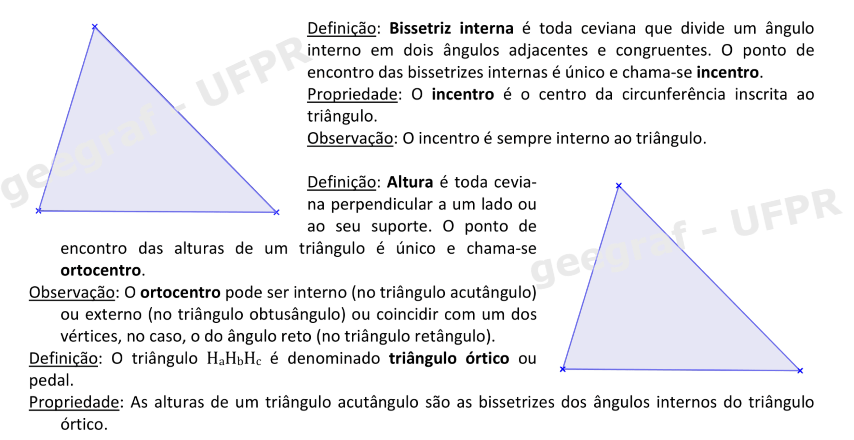 Definição: Bissetriz interna é toda ceviana que divide um ângulo
interno em dois ângulos adjacentes e congruentes. O ponto de
encontro das bissetrizes internas é único e chama-se incentro.
Propriedade: O incentro é o centro da circunferência inscrita ao
triângulo.
Observação: O incentro é sempre interno ao triângulo.
geegraf - UFPR
Definição: Altura é toda cevia-
na perpendicular a um lado ou
ao seu suporte. O ponto de
encontro das alturas de um triângulo é único e chama-se
ortocentro.
Observação: O ortocentro pode ser interno (no triângulo acutângulo)
ou externo (no triângulo obtusângulo) ou coincidir com um dos
vértices, no caso, o do ângulo reto (no triângulo retângulo).
Definição: O triângulo HaHbHc é denominado triângulo órtico ou
pedal.
geegraf - UFPR
Propriedade: As alturas de um triângulo acutângulo são as bissetrizes dos ângulos internos do triângulo
órtico.